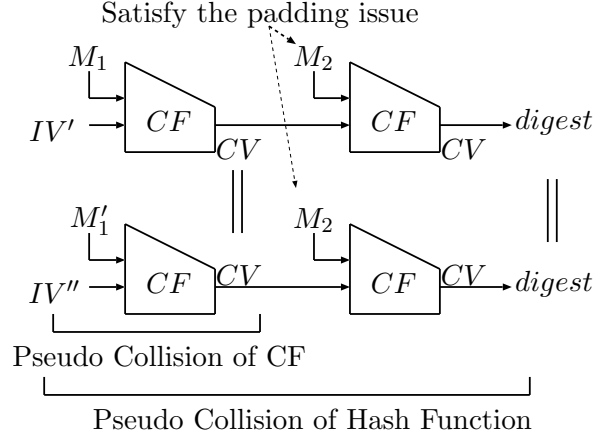 Satisfy the padding issue
M₁ M₂
CF CF
IV′ digest
CV CV
M₁′ M₂
CV CV
IV″ CF CF digest
Pseudo Collision of CF
Pseudo Collision of Hash Function